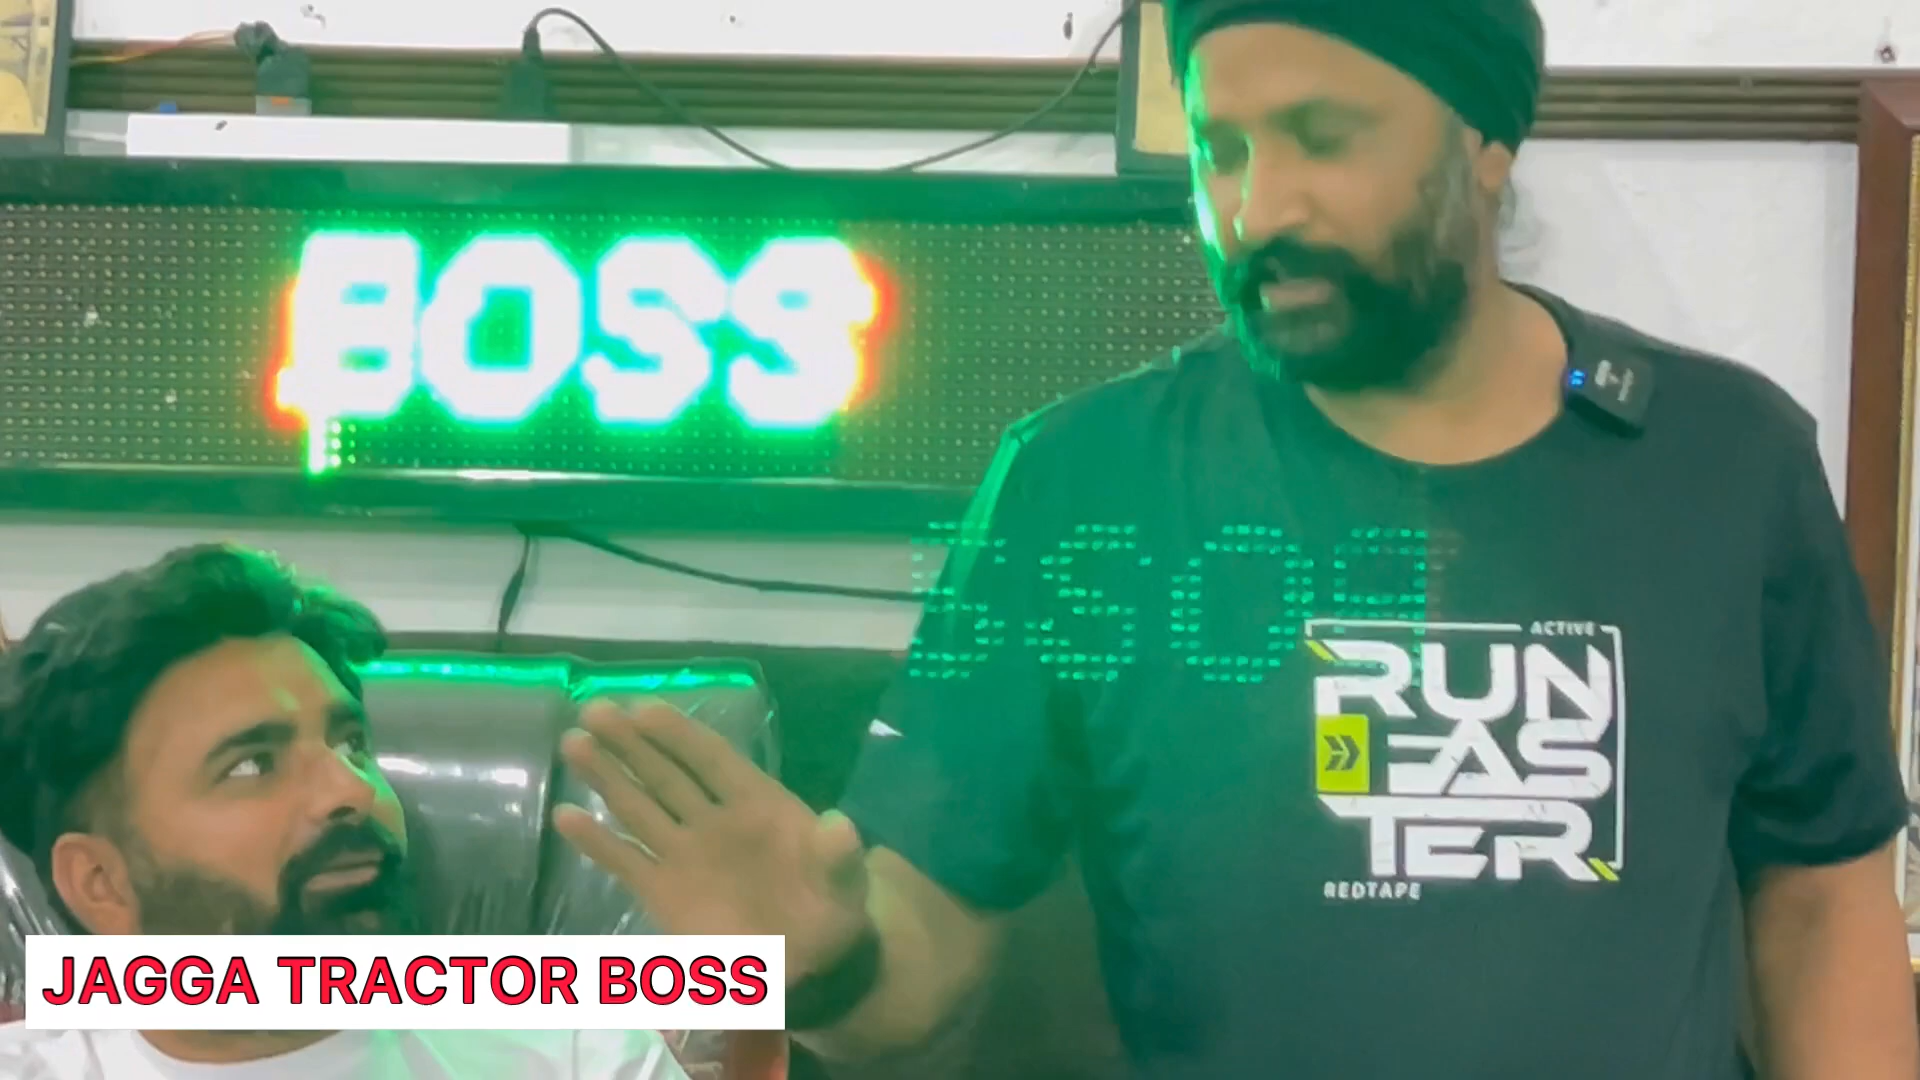 BOSS
ACTIVE
RUN
FAS
TER
REDTAPE
JAGGA TRACTOR BOSS